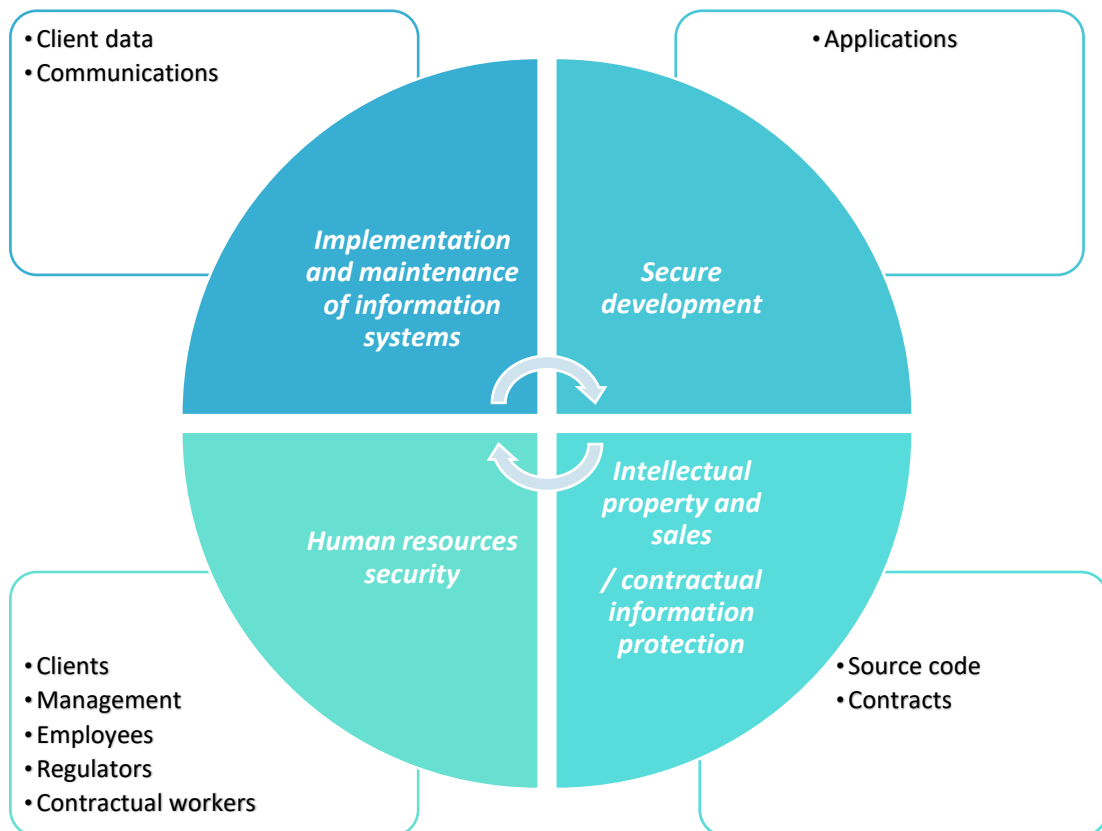 • Client data
• Communications
• Applications
Implementation
and maintenance
of information
systems
Secure
development
Human resources
security
Intellectual
property and
sales
/ contractual
information
protection
• Clients
• Management
• Employees
• Regulators
• Contractual workers
• Source code
• Contracts